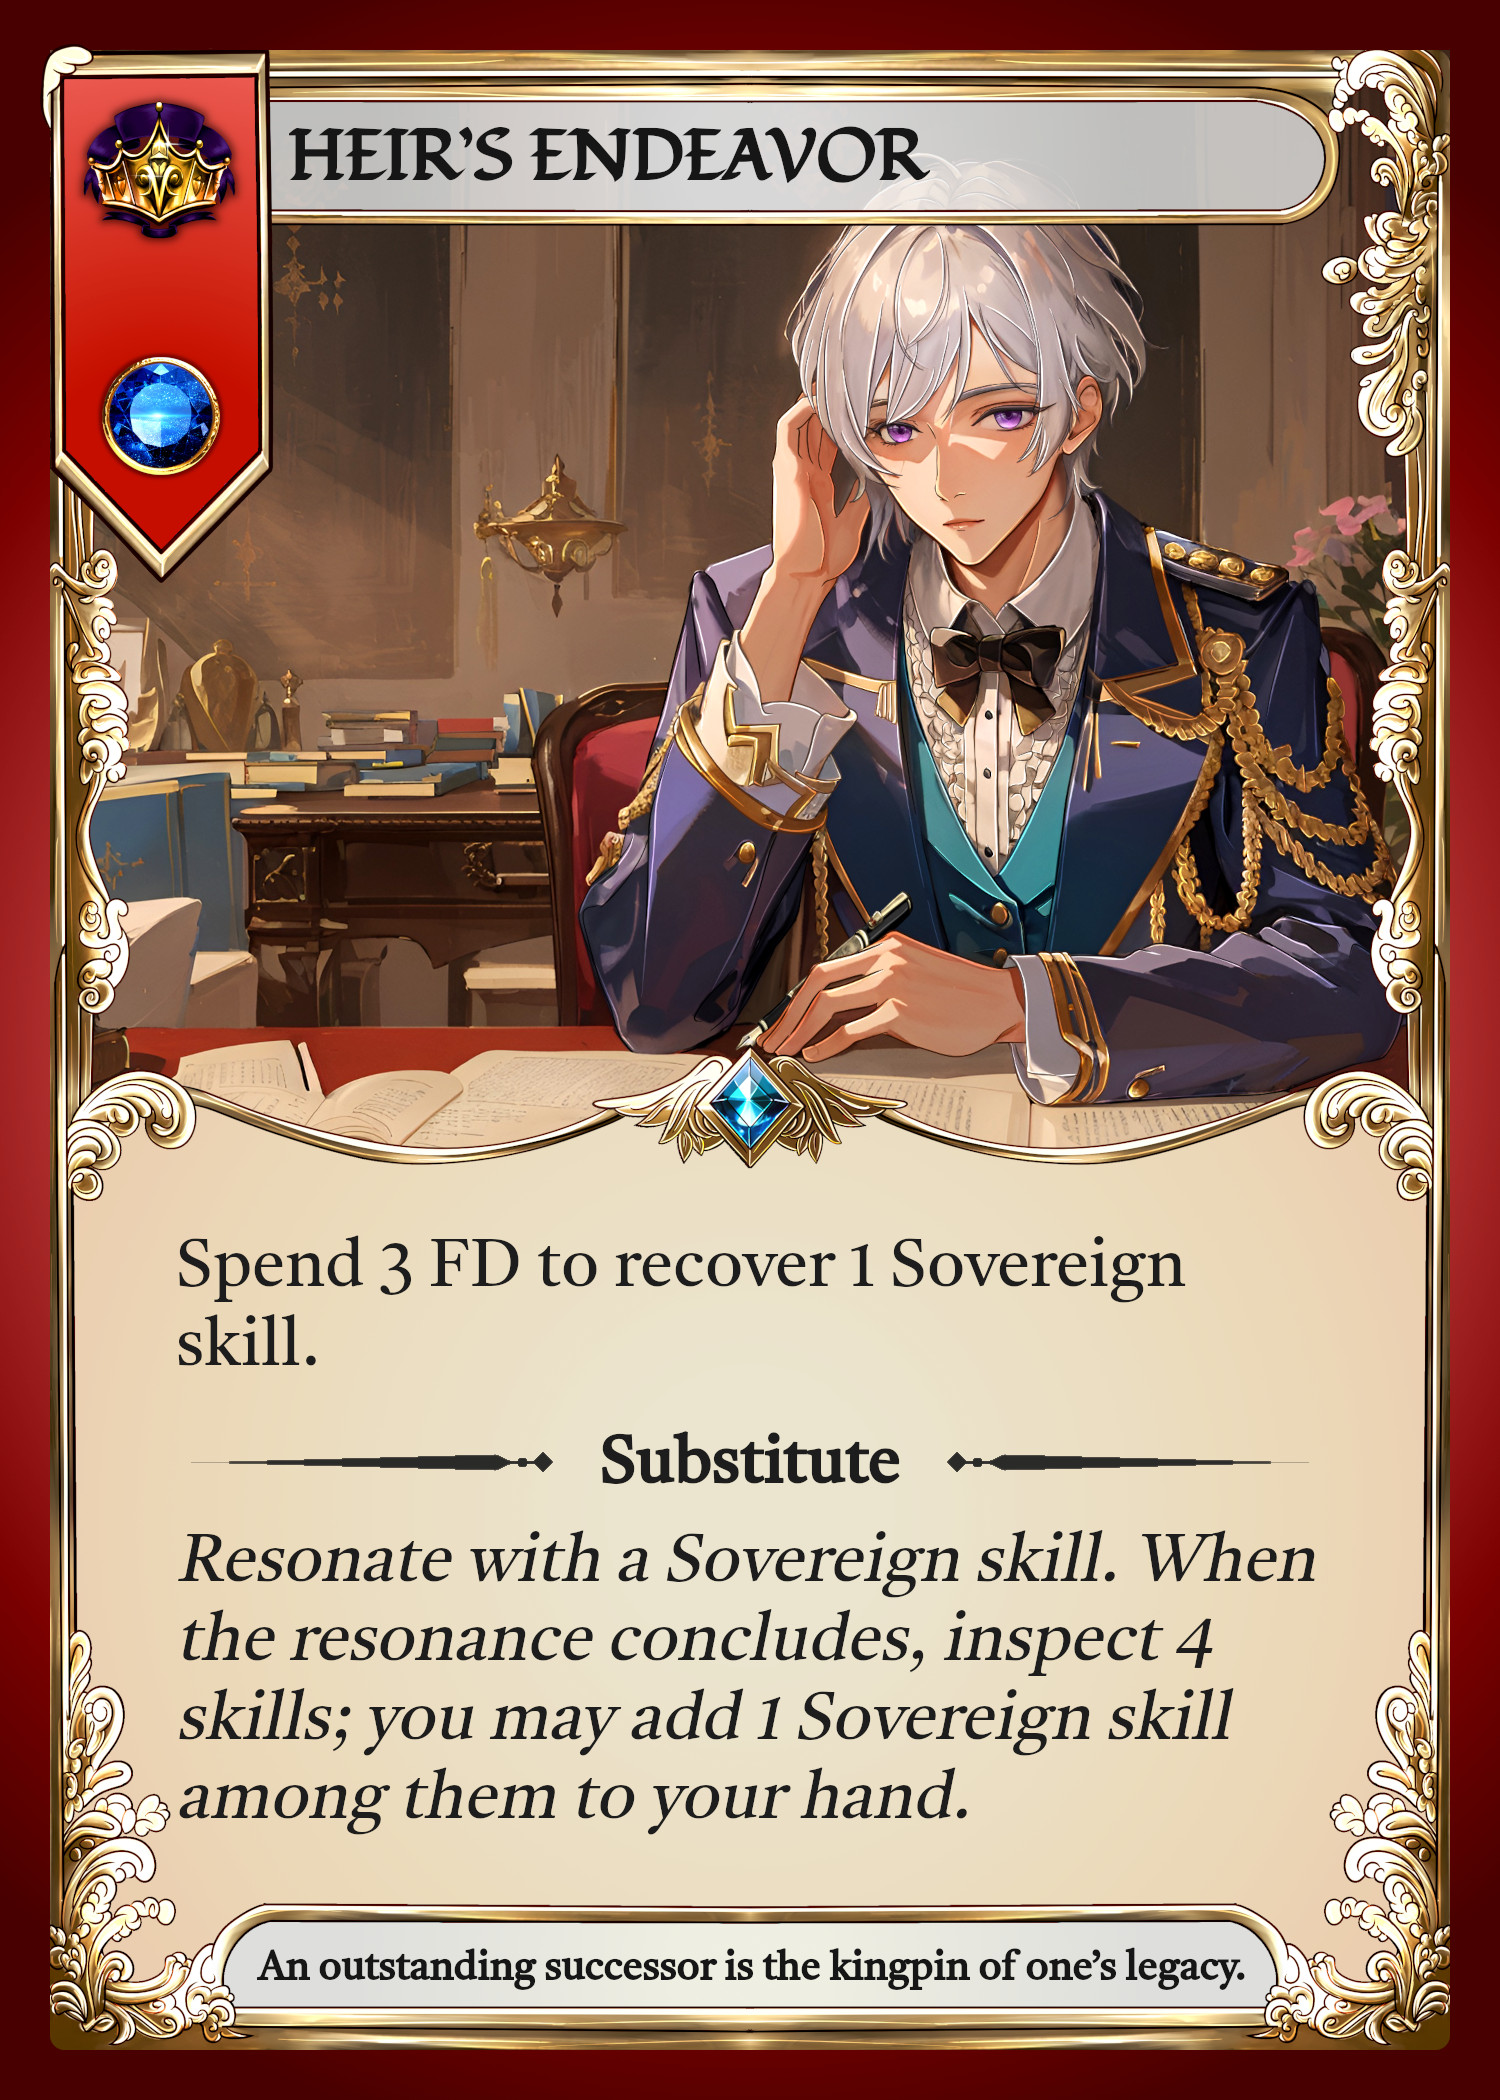 HEIR’S ENDEAVOR
Spend 3 FD to recover 1 Sovereign
skill.
Substitute
Resonate with a Sovereign skill. When
the resonance concludes, inspect 4
skills; you may add 1 Sovereign skill
among them to your hand.
An outstanding successor is the kingpin of one’s legacy.